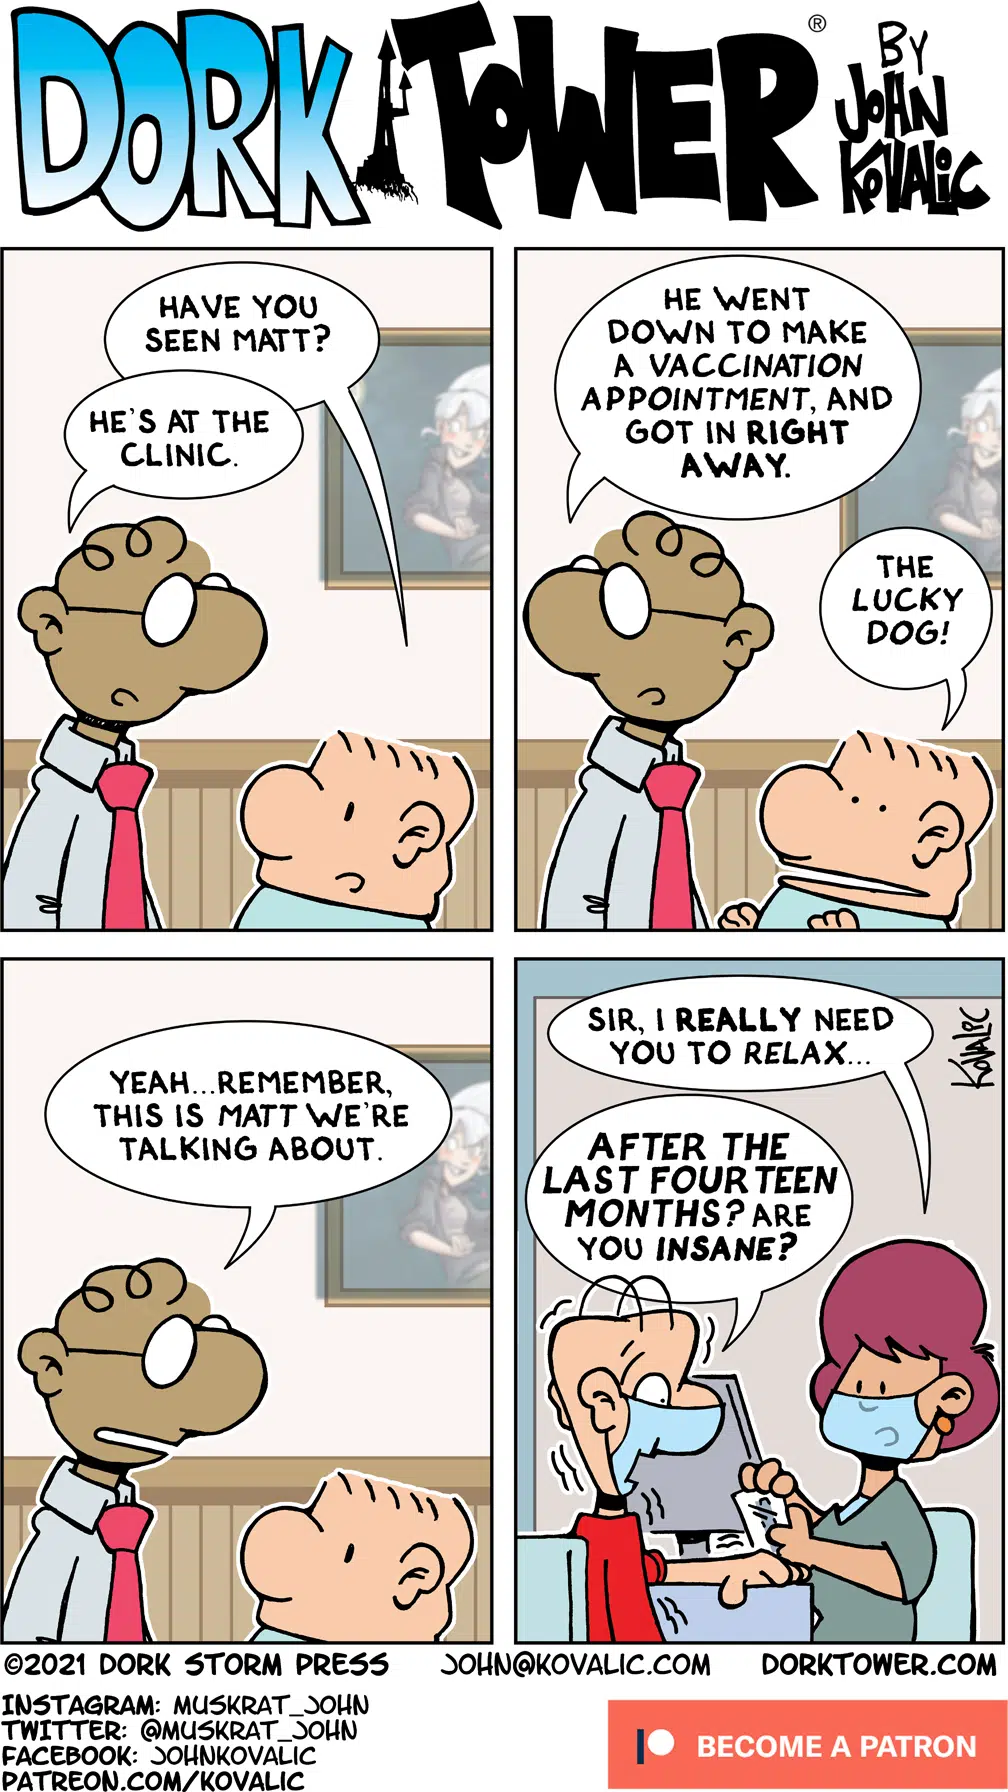 DORK TOWER ®
BY
JOHN
KOVALIC
HAVE YOU
SEEN MATT?
HE'S AT THE
CLINIC.
HE WENT
DOWN TO MAKE
A VACCINATION
APPOINTMENT, AND
GOT IN RIGHT
AWAY.
THE
LUCKY
DOG!
YEAH...REMEMBER,
THIS IS MATT WE'RE
TALKING ABOUT.
SIR, I REALLY NEED
YOU TO RELAX...
AFTER THE
LAST FOURTEEN
MONTHS? ARE
YOU INSANE?
KOVALIC
©2021 DORK STORM PRESS JOHN@KOVALIC.COM DORKTOWER.COM
INSTAGRAM: MUSKRAT_JOHN
TWITTER: @MUSKRAT_JOHN
FACEBOOK: JOHNKOVALIC
PATREON.COM/KOVALIC
BECOME A PATRON